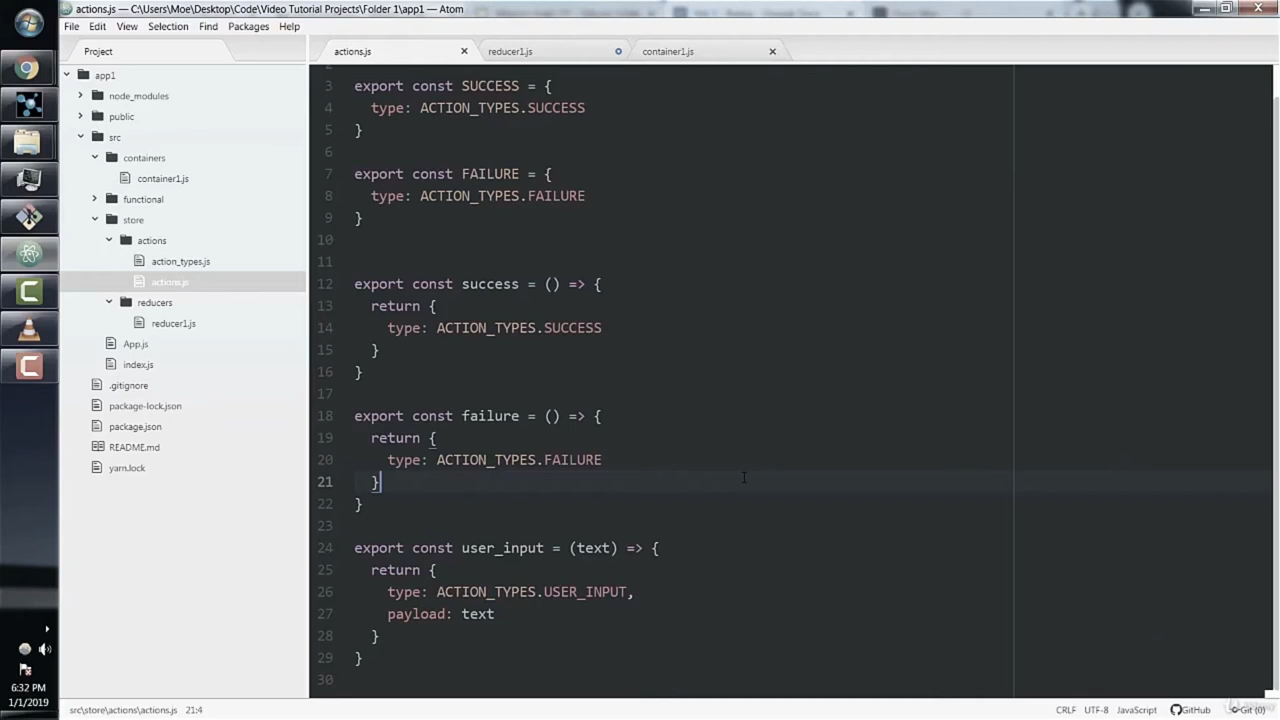 actions.js — C:\Users\Moe\Desktop\Code\Video Tutorial Projects\Folder 1\app1 — Atom
File Edit View Selection Find Packages Help
Project
actions.js
reducer1.js
container1.js
app1
node_modules
public
src
containers
container1.js
functional
store
actions
action_types.js
actions.js
reducers
reducer1.js
App.js
index.js
.gitignore
package-lock.json
package.json
README.md
yarn.lock
2
3 export const SUCCESS = {
4 type: ACTION_TYPES.SUCCESS
5 }
6
7 export const FAILURE = {
8 type: ACTION_TYPES.FAILURE
9 }
10
11
12 export const success = () => {
13 return {
14 type: ACTION_TYPES.SUCCESS
15 }
16 }
17
18 export const failure = () => {
19 return {
20 type: ACTION_TYPES.FAILURE
21 }
22 }
23
24 export const user_input = (text) => {
25 return {
26 type: ACTION_TYPES.USER_INPUT,
27 payload: text
28 }
29 }
30
6:32 PM
1/1/2019
src\store\actions\actions.js 21:4
CRLF UTF-8 JavaScript GitHub Git (0)